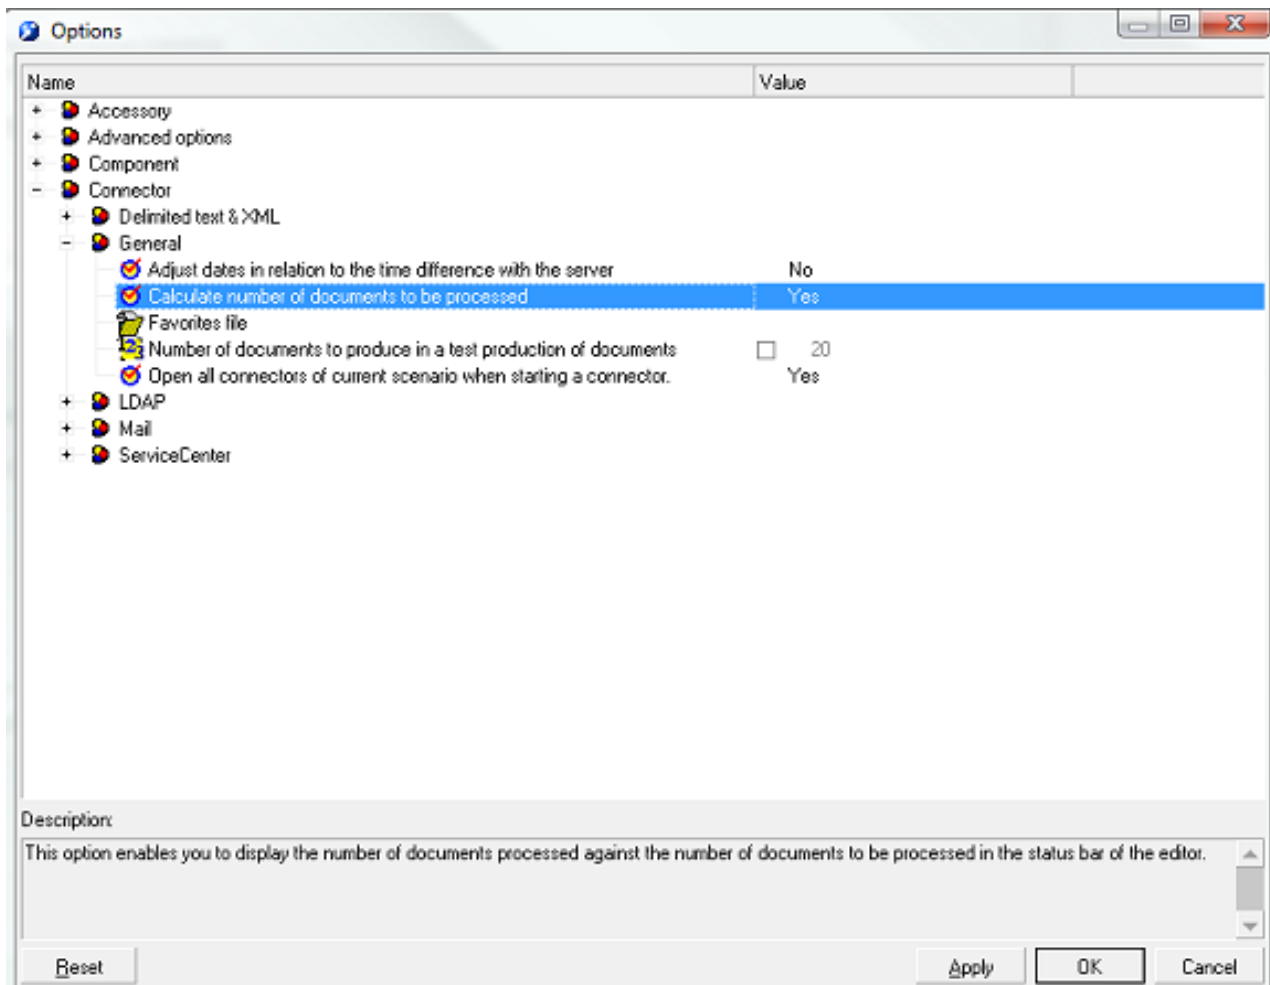 Options
Name Value
Accessory
Advanced options
Component
Connector
Delimited text & XML
General
Adjust dates in relation to the time difference with the server No
Calculate number of documents to be processed Yes
Favorites file
Number of documents to produce in a test production of documents 20
Open all connectors of current scenario when starting a connector. Yes
LDAP
Mail
ServiceCenter
Description:
This option enables you to display the number of documents processed against the number of documents to be processed in the status bar of the editor.
Reset Apply OK Cancel